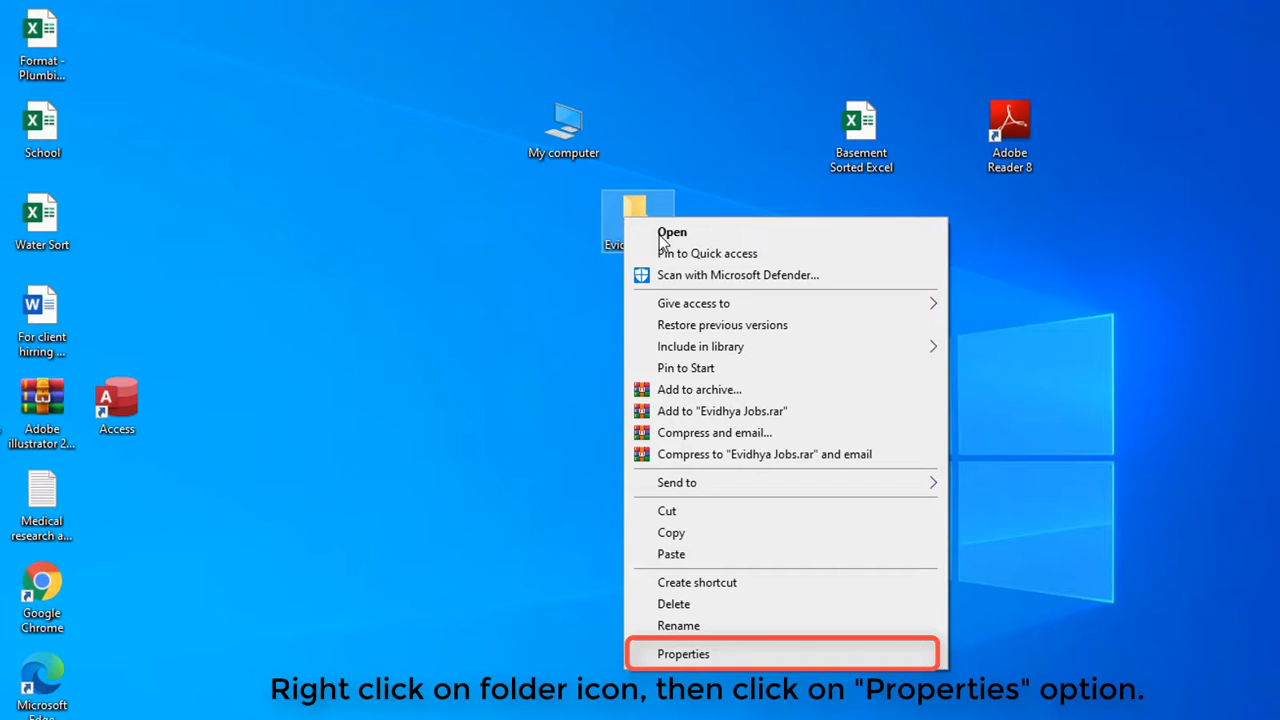 Format -
Plumbi...
School
Water Sort
For client
hirring ...
Adobe
illustrator 2...
Access
Medical
research a...
Google
Chrome
Microsoft
Edge
My computer
Basement
Sorted Excel
Adobe
Reader 8
Open
Pin to Quick access
Scan with Microsoft Defender...
Give access to
Restore previous versions
Include in library
Pin to Start
Add to archive...
Add to "Evidhya Jobs.rar"
Compress and email...
Compress to "Evidhya Jobs.rar" and email
Send to
Cut
Copy
Paste
Create shortcut
Delete
Rename
Properties
Right click on folder icon, then click on "Properties" option.